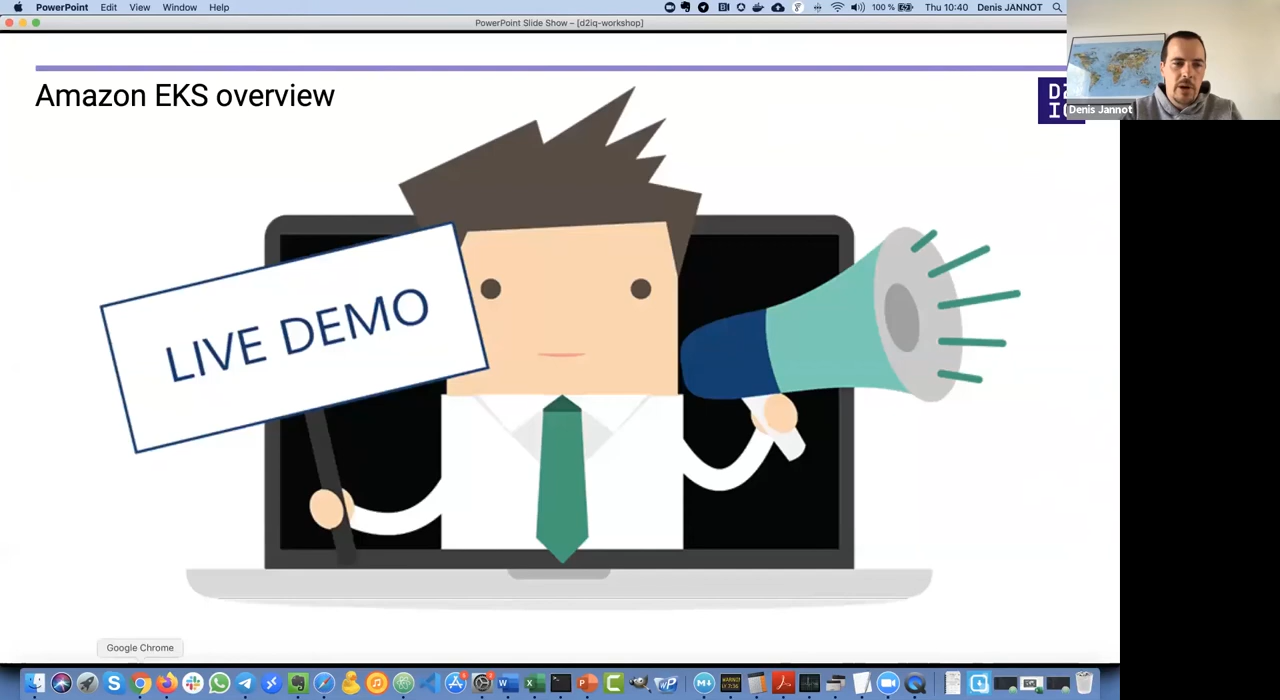 PowerPoint Edit View Window Help
100 % Thu 10:40 Denis JANNOT
PowerPoint Slide Show – [d2iq-workshop]
Amazon EKS overview
Denis Jannot
LIVE DEMO
Google Chrome